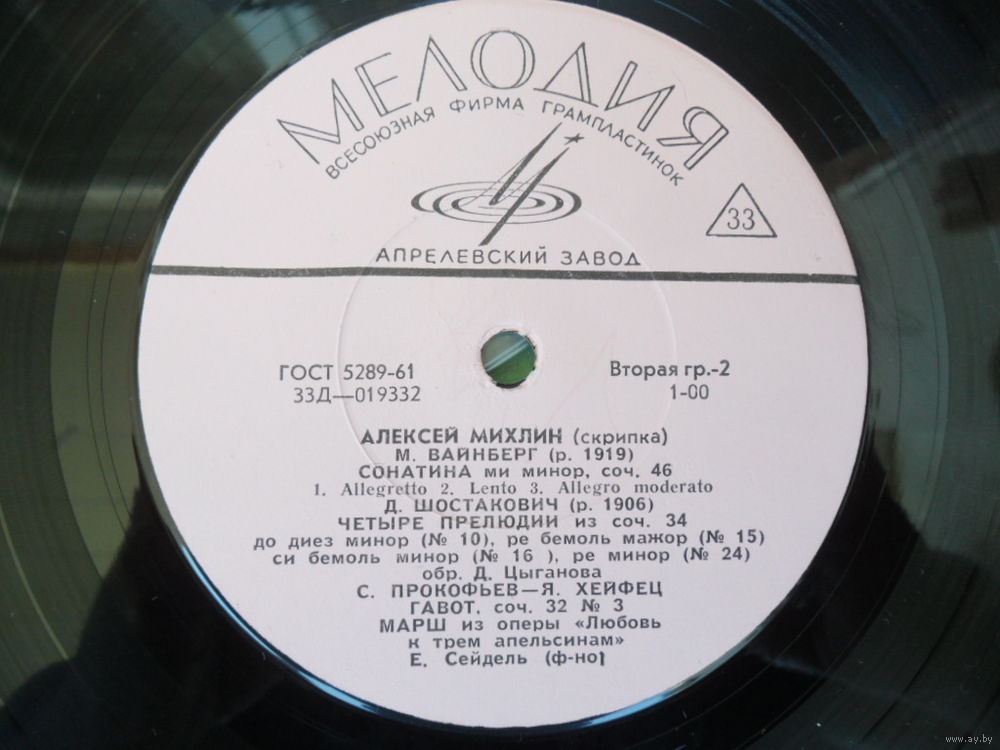 МЕЛОДИЯ
ВСЕСОЮЗНАЯ ФИРМА ГРАМПЛАСТИНОК
33
АПРЕЛЕВСКИЙ ЗАВОД
ГОСТ 5289-61
Вторая гр.-2
33Д—019332
1-00
АЛЕКСЕЙ МИХЛИН (скрипка)
М. ВАЙНБЕРГ (р. 1919)
СОНАТИНА ми минор, соч. 46
1. Allegretto 2. Lento 3. Allegro moderato
Д. ШОСТАКОВИЧ (р. 1906)
ЧЕТЫРЕ ПРЕЛЮДИИ из соч. 34
до диез минор (№ 10), ре бемоль мажор (№ 15)
си бемоль минор (№ 16 ), ре минор (№ 24)
обр. Д. Цыганова
С. ПРОКОФЬЕВ—Я. ХЕЙФЕЦ
ГАВОТ, соч. 32 № 3
МАРШ из оперы «Любовь
к трем апельсинам»
Е. Сейдель (ф-но)
www.ay.by